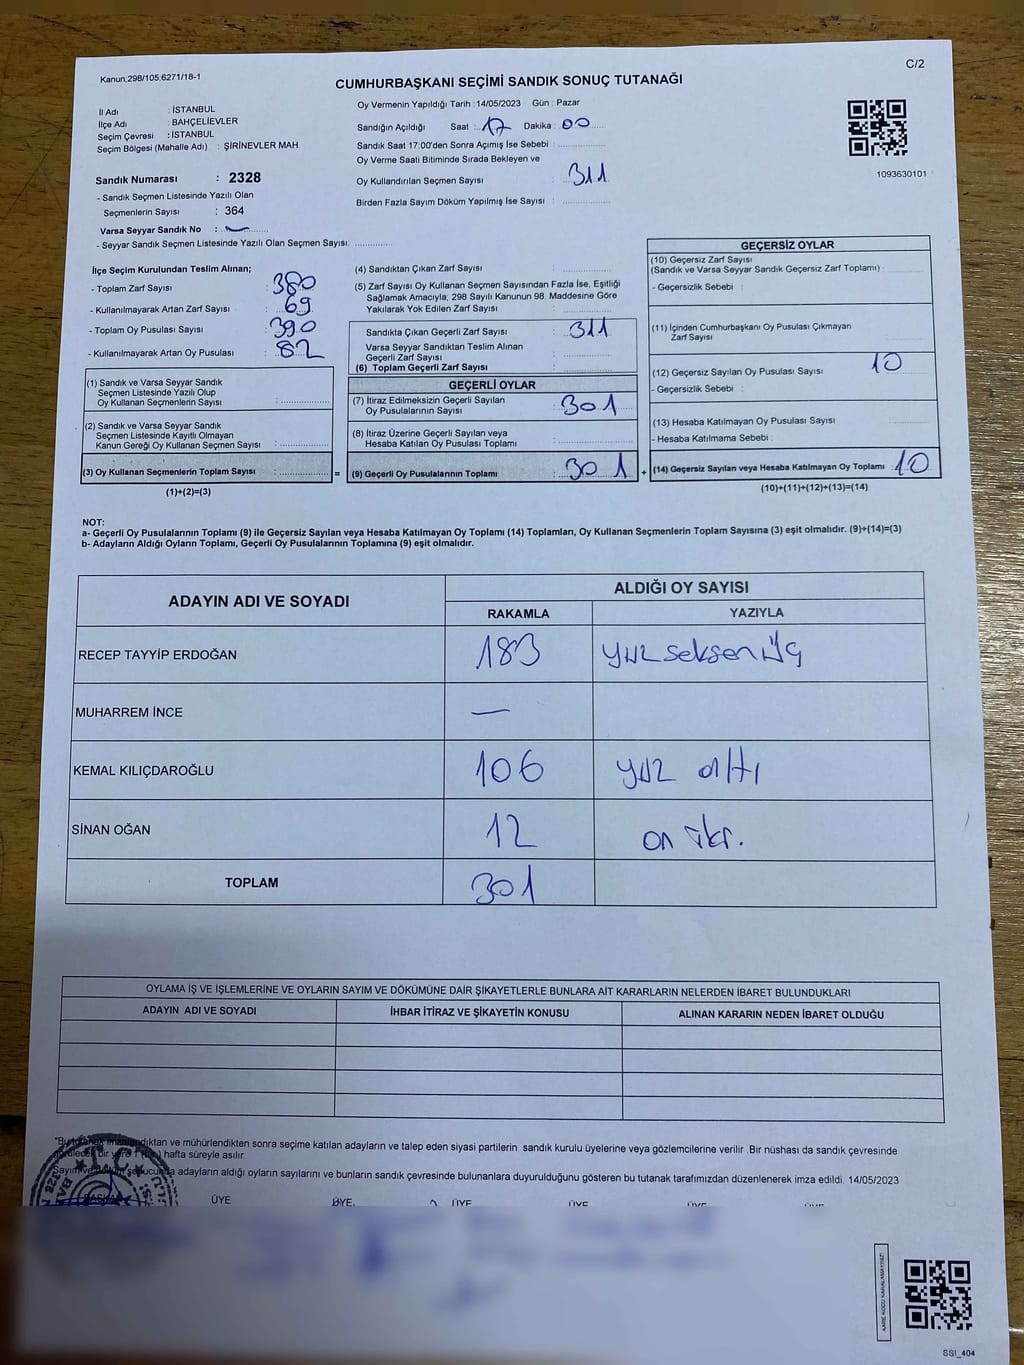 Kanun;298/105,6271/18-1
C/2
CUMHURBAŞKANI SEÇİMİ SANDIK SONUÇ TUTANAĞI
İl Adı : İSTANBUL
İlçe Adı : BAHÇELİEVLER
Seçim Çevresi : İSTANBUL
Seçim Bölgesi (Mahalle Adı) : ŞİRİNEVLER MAH.
Sandık Numarası : 2328
- Sandık Seçmen Listesinde Yazılı Olan
Seçmenlerin Sayısı : 364
Varsa Seyyar Sandık No :
- Seyyar Sandık Seçmen Listesinde Yazılı Olan Seçmen Sayısı:
Oy Vermenin Yapıldığı Tarih : 14/05/2023 Gün : Pazar
Sandığın Açıldığı Saat : 17 Dakika : 00
Sandık Saat 17:00'den Sonra Açımış İse Sebebi :
Oy Verme Saati Bitiminde Sırada Bekleyen ve
Oy Kullandırılan Seçmen Sayısı : 311
Birden Fazla Sayım Döküm Yapılmış İse Sayısı :
1093630101
İlçe Seçim Kurulundan Teslim Alınan;
- Toplam Zarf Sayısı : 380
- Kullanılmayarak Artan Zarf Sayısı : 69
- Toplam Oy Pusulası Sayısı : 390
- Kullanılmayarak Artan Oy Pusulası : 82
(1) Sandık ve Varsa Seyyar Sandık
Seçmen Listesinde Yazılı Olup
Oy Kullanan Seçmenlerin Sayısı :
(2) Sandık ve Varsa Seyyar Sandık
Seçmen Listesinde Kayıtlı Olmayan
Kanun Gereği Oy Kullanan Seçmen Sayısı :
(3) Oy Kullanan Seçmenlerin Toplam Sayısı : =
(1)+(2)=(3)
(4) Sandıktan Çıkan Zarf Sayısı :
(5) Zarf Sayısı Oy Kullanan Seçmen Sayısından Fazla İse, Eşitliği
Sağlamak Amacıyla; 298 Sayılı Kanunun 98. Maddesine Göre
Yakılarak Yok Edilen Zarf Sayısı :
Sandıkta Çıkan Geçerli Zarf Sayısı : 311
Varsa Seyyar Sandıktan Teslim Alınan
Geçerli Zarf Sayısı :
(6) Toplam Geçerli Zarf Sayısı :
GEÇERLİ OYLAR
(7) İtiraz Edilmeksizin Geçerli Sayılan
Oy Pusulalarının Sayısı : 301
(8) İtiraz Üzerine Geçerli Sayılan veya
Hesaba Katılan Oy Pusulası Toplamı :
(9) Geçerli Oy Pusulalarının Toplamı : 301 +
GEÇERSİZ OYLAR
(10) Geçersiz Zarf Sayısı
(Sandık ve Varsa Seyyar Sandık Geçersiz Zarf Toplamı) :
- Geçersizlik Sebebi :
(11) İçinden Cumhurbaşkanı Oy Pusulası Çıkmayan
Zarf Sayısı :
(12) Geçersiz Sayılan Oy Pusulası Sayısı : 10
- Geçersizlik Sebebi :
(13) Hesaba Katılmayan Oy Pusulası Sayısı :
- Hesaba Katılmama Sebebi :
(14) Geçersiz Sayılan veya Hesaba Katılmayan Oy Toplamı : 10
(10)+(11)+(12)+(13)=(14)
NOT:
a- Geçerli Oy Pusulalarının Toplamı (9) ile Geçersiz Sayılan veya Hesaba Katılmayan Oy Toplamı (14) Toplamları, Oy Kullanan Seçmenlerin Toplam Sayısına (3) eşit olmalıdır. (9)+(14)=(3)
b- Adayların Aldığı Oyların Toplamı, Geçerli Oy Pusulalarının Toplamına (9) eşit olmalıdır.
ADAYIN ADI VE SOYADI ALDIĞI OY SAYISI
RAKAMLA YAZIYLA
RECEP TAYYİP ERDOĞAN 183 yüz seksen üç
MUHARREM İNCE —
KEMAL KILIÇDAROĞLU 106 yüz altı
SİNAN OĞAN 12 on iki.
TOPLAM 301
OYLAMA İŞ VE İŞLEMLERİNE VE OYLARIN SAYIM VE DÖKÜMÜNE DAİR ŞİKAYETLERLE BUNLARA AİT KARARLARIN NELERDEN İBARET BULUNDUKLARI
ADAYIN ADI VE SOYADI İHBAR İTİRAZ VE ŞİKAYETİN KONUSU ALINAN KARARIN NEDEN İBARET OLDUĞU
*Bu tutanak imzalandıktan ve mühürlendikten sonra seçime katılan adayların ve talep eden siyasi partilerin sandık kurulu üyelerine veya gözlemcilerine verilir. Bir nüshası da sandık çevresinde
görülecek bir yere 1 (bir) hafta süreyle asılır.
Sayım ve döküm sonucunda adayların aldığı oyların sayılarını ve bunların sandık çevresinde bulunanlara duyurulduğunu gösteren bu tutanak tarafımızdan düzenlenerek imza edildi. 14/05/2023
BAŞKAN ÜYE ÜYE ÜYE ÜYE ÜYE ÜYE
KARE KODU KARALAMAYINIZ!
SSI_404